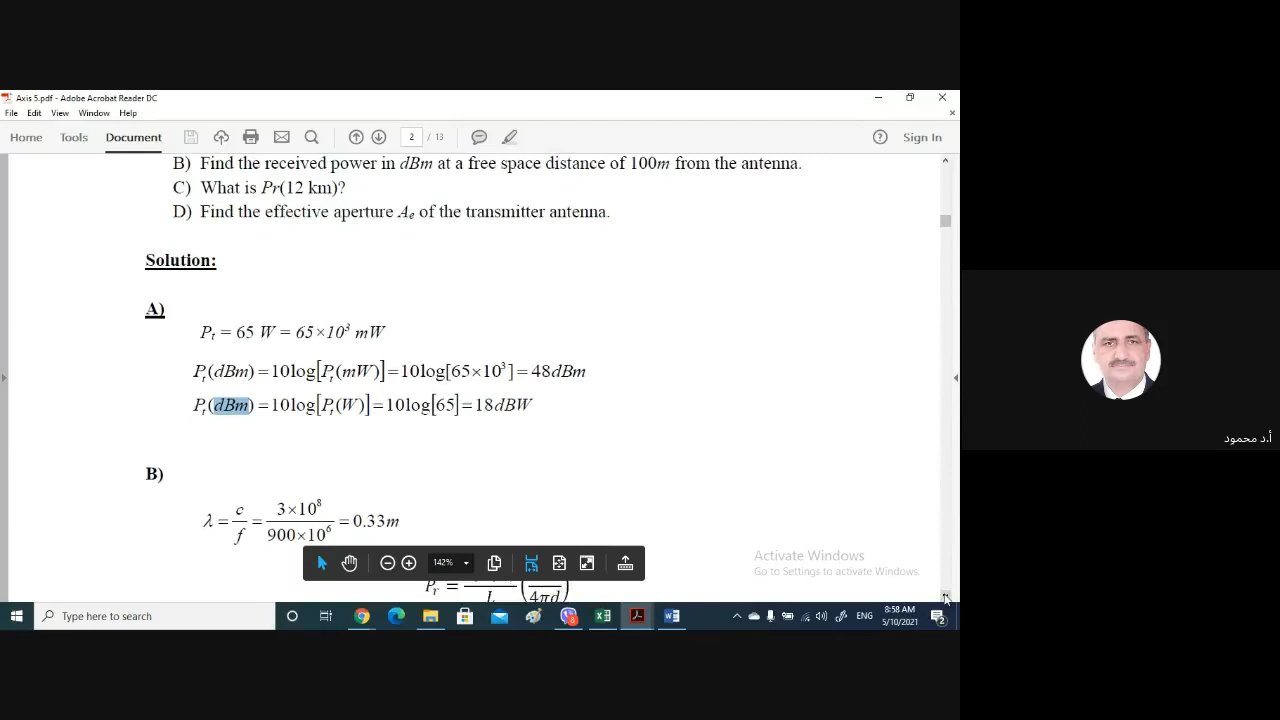 Axis 5.pdf - Adobe Acrobat Reader DC
File Edit View Window Help
Home Tools Document 2 / 13 Sign In
B) Find the received power in dBm at a free space distance of 100m from the antenna.
C) What is Pr(12 km)?
D) Find the effective aperture Ae of the transmitter antenna.
Solution:
A)
Pt = 65 W = 65×10³ mW
Pt(dBm) = 10log[Pt(mW)] = 10log[65×10³] = 48dBm
Pt(dBm) = 10log[Pt(W)] = 10log[65] = 18dBW
B)
λ = c/f = 3×10⁸/900×10⁶ = 0.33m
142%
Pr = L (4πd)
Activate Windows
Go to Settings to activate Windows.
أ.د محمود
Type here to search
ENG
8:58 AM
5/10/2021
2